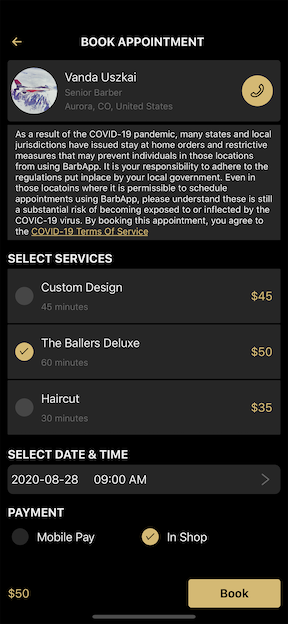 BOOK APPOINTMENT
Vanda Uszkai
Senior Barber
Aurora, CO, United States
As a result of the COVID-19 pandemic, many states and local
jurisdictions have issued stay at home orders and restrictive
measures that may prevent individuals in those locations
from using BarbApp. It is your responsibility to adhere to the
regulations put inplace by your local government. Even in
those locatoins where it is permissible to schedule
appointments using BarbApp, please understand these is still
a substantial risk of becoming exposed to or inflected by the
COVIC-19 virus. By booking this appointment, you agree to
the COVID-19 Terms Of Service
SELECT SERVICES
Custom Design
$45
45 minutes
The Ballers Deluxe
$50
60 minutes
Haircut
$35
30 minutes
SELECT DATE & TIME
2020-08-28 09:00 AM
PAYMENT
Mobile Pay In Shop
$50 Book